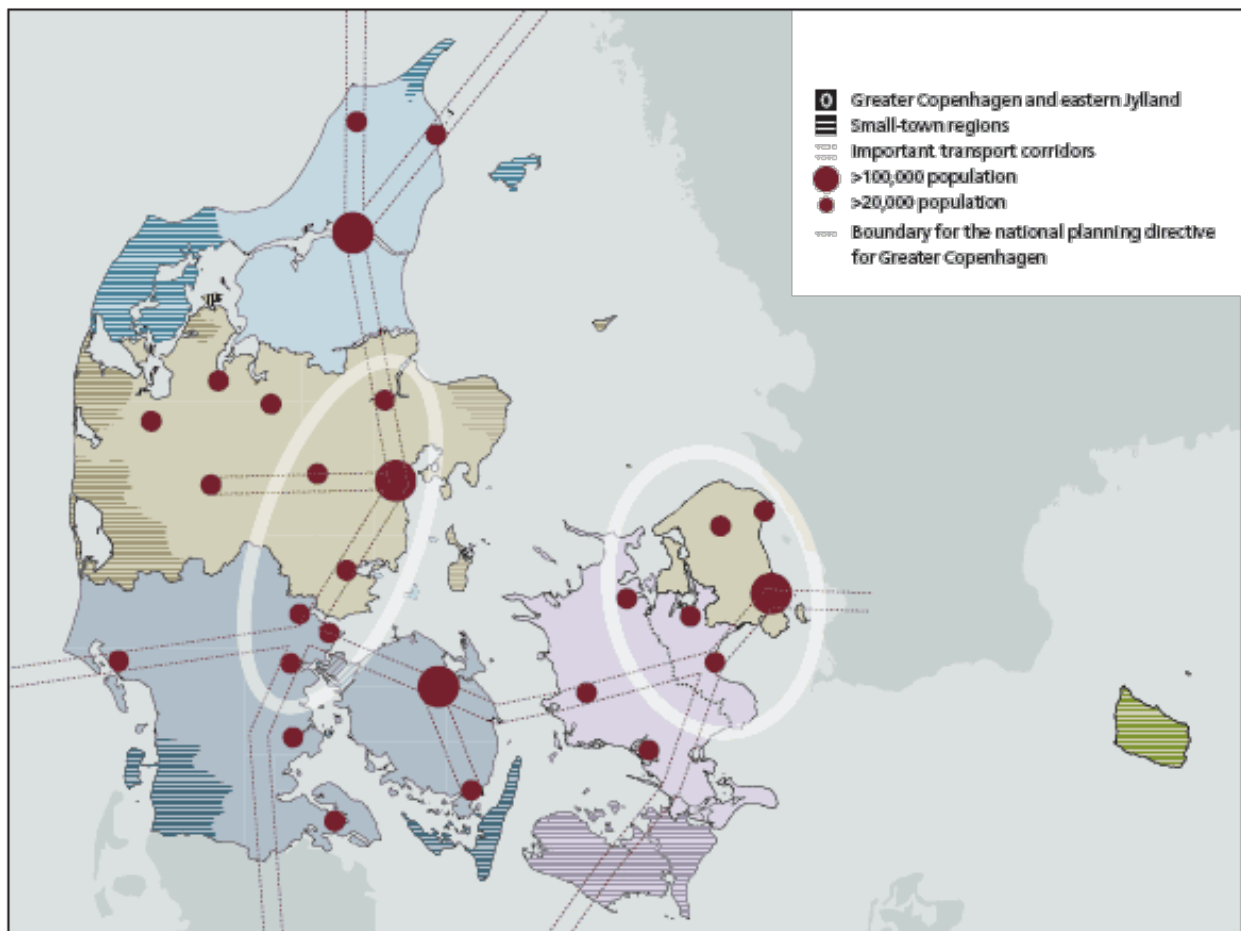 Greater Copenhagen and eastern Jylland
Small-town regions
Important transport corridors
>100,000 population
>20,000 population
Boundary for the national planning directive
for Greater Copenhagen